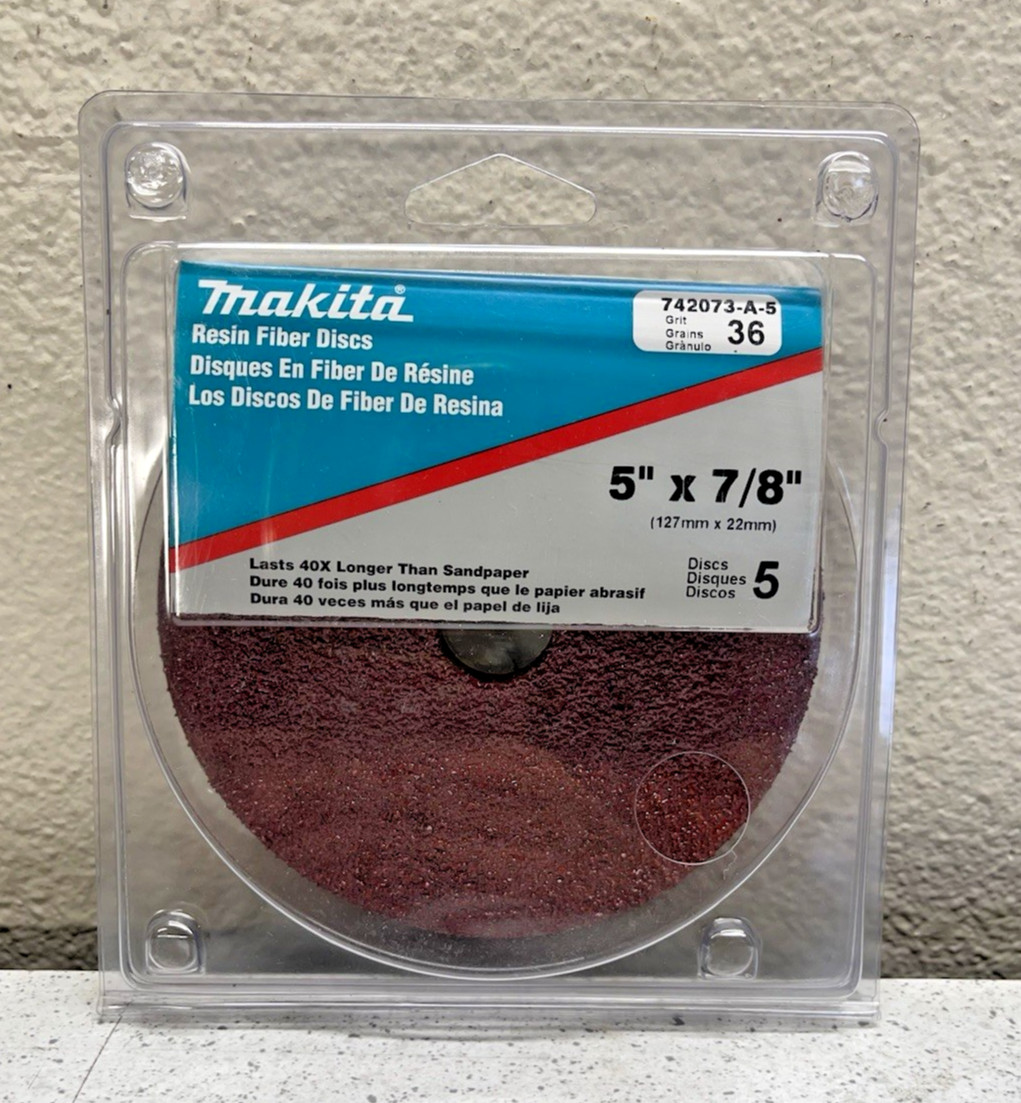 makita®
Resin Fiber Discs
Disques En Fiber De Résine
Los Discos De Fiber De Resina
742073-A-5
Grit
Grains
Grànulo
36
5" x 7/8"
(127mm x 22mm)
Lasts 40X Longer Than Sandpaper
Dure 40 fois plus longtemps que le papier abrasif
Dura 40 veces más que el papel de lija
Discs
Disques
Discos
5